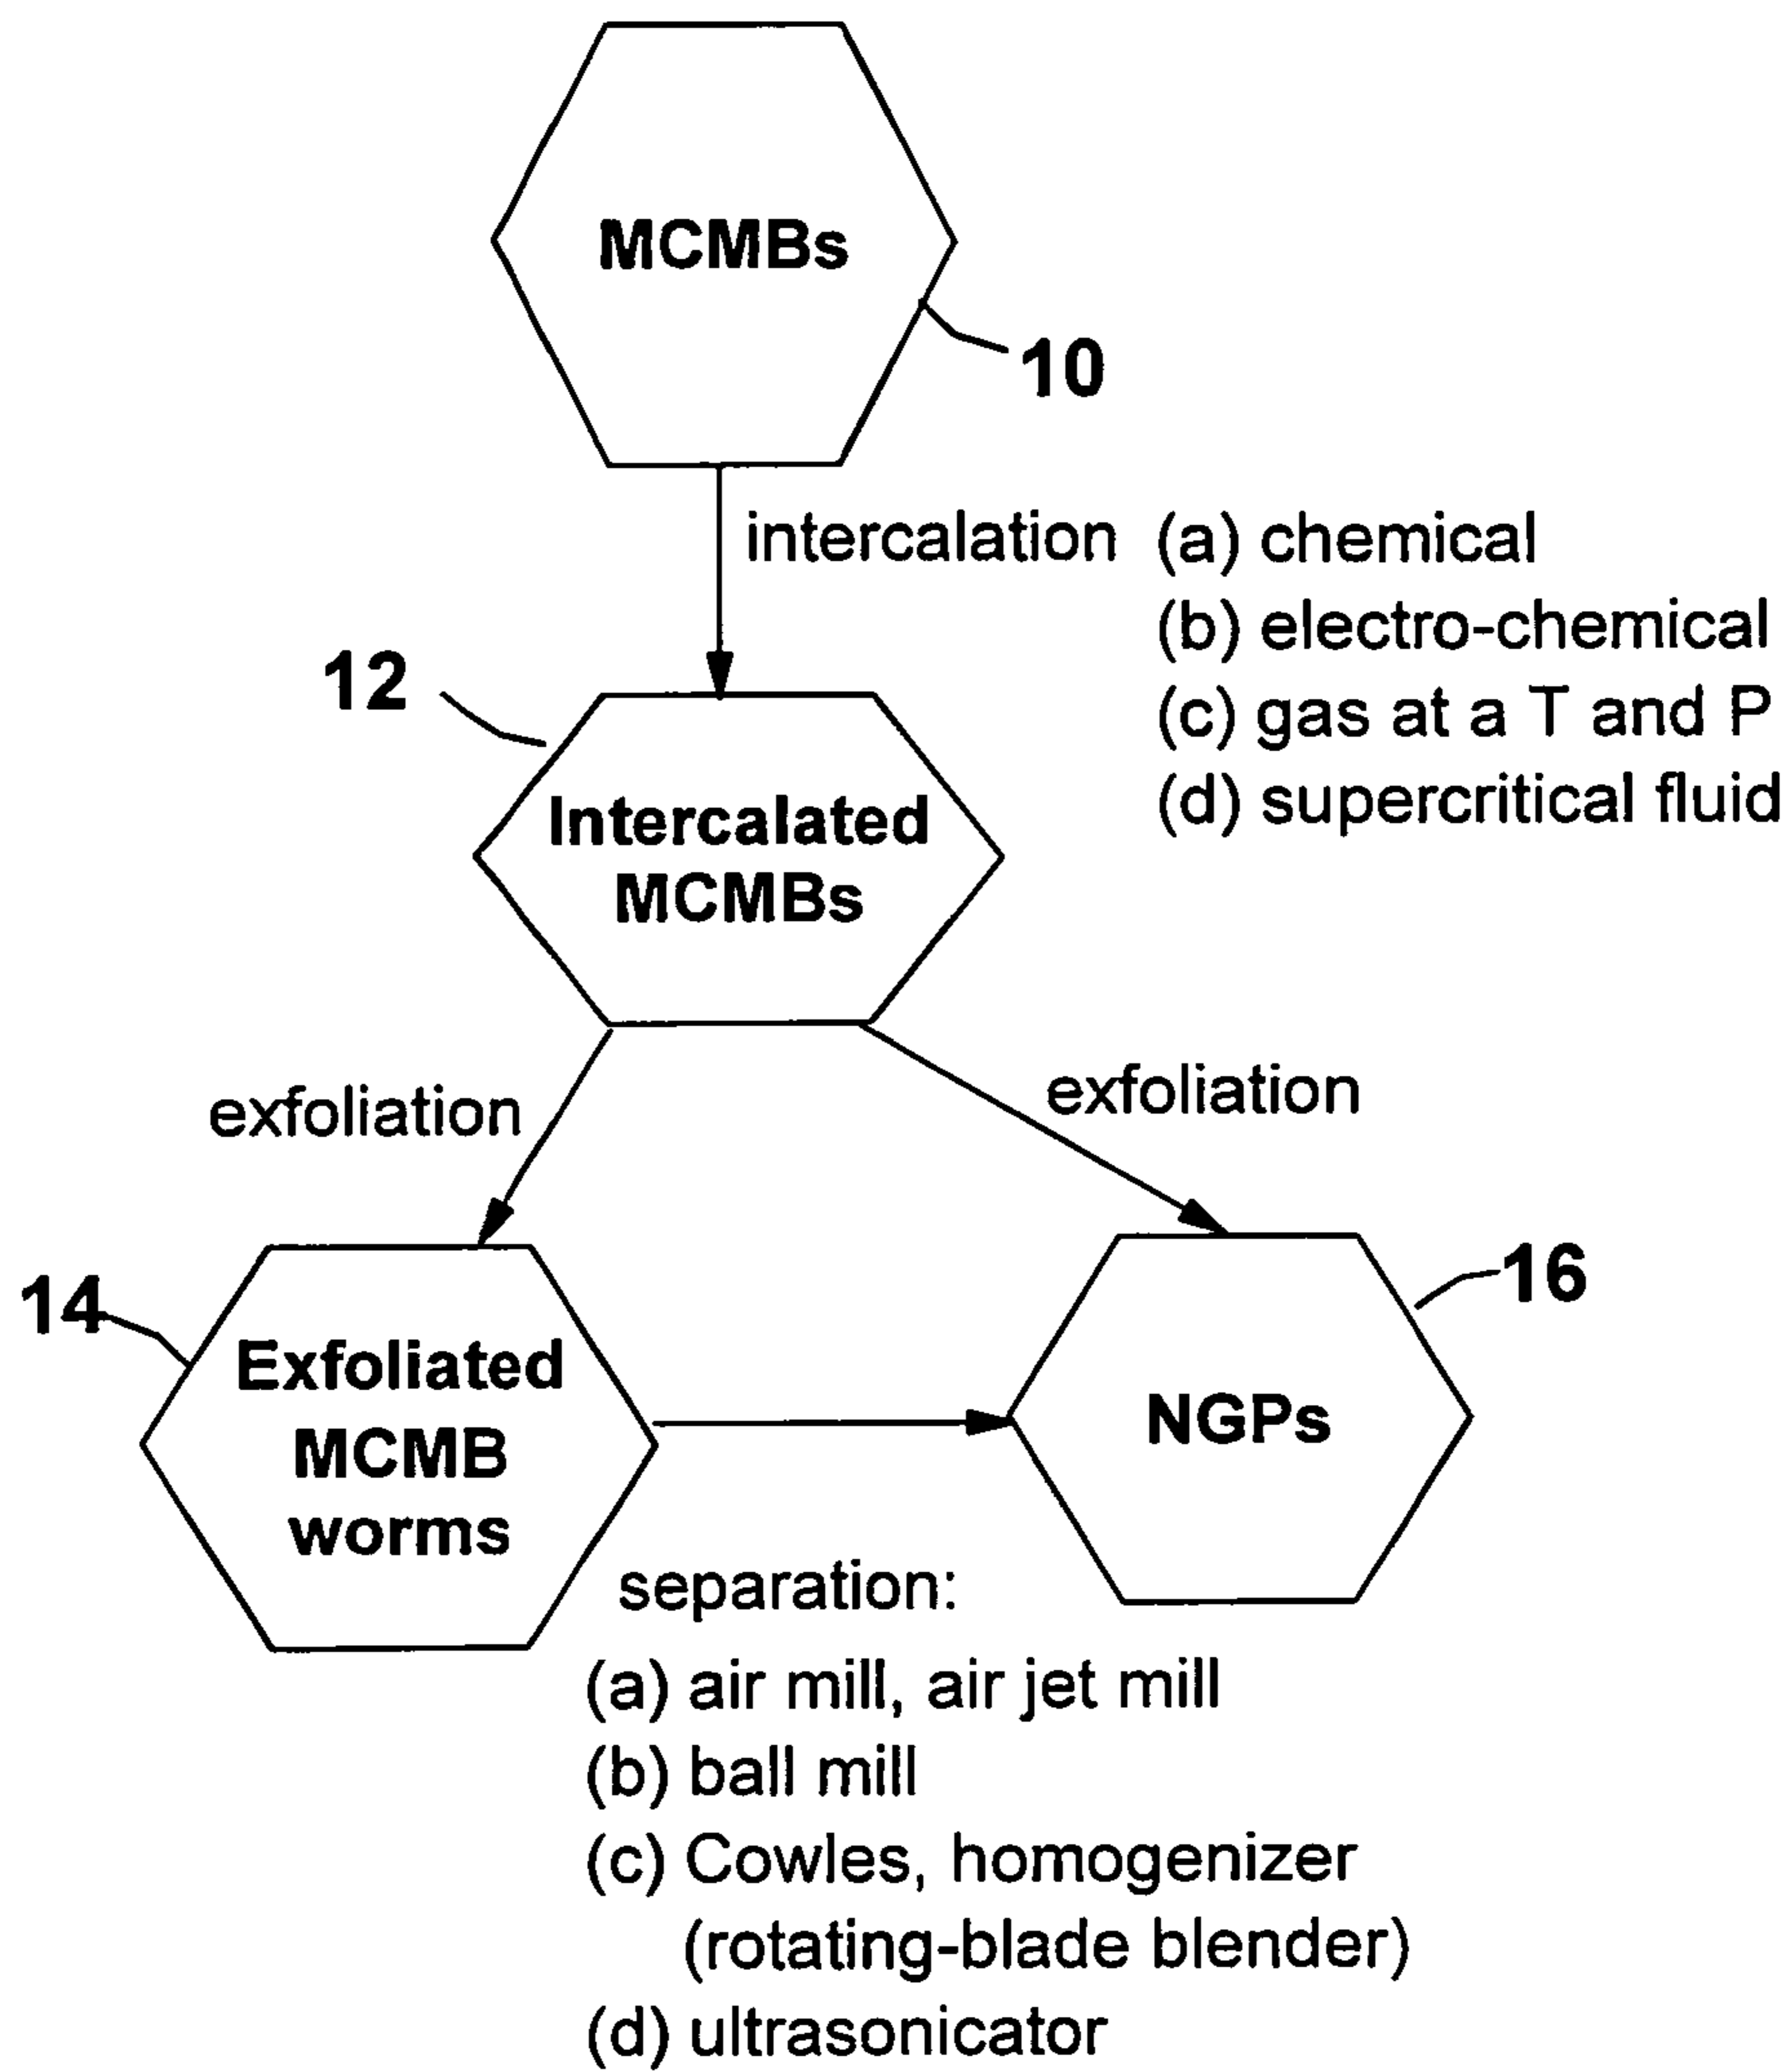 MCMBs
10
intercalation
(a) chemical
(b) electro-chemical
(c) gas at a T and P
(d) supercritical fluid
12
Intercalated
MCMBs
exfoliation
exfoliation
14
Exfoliated
MCMB
worms
16
NGPs
separation:
(a) air mill, air jet mill
(b) ball mill
(c) Cowles, homogenizer
(rotating-blade blender)
(d) ultrasonicator